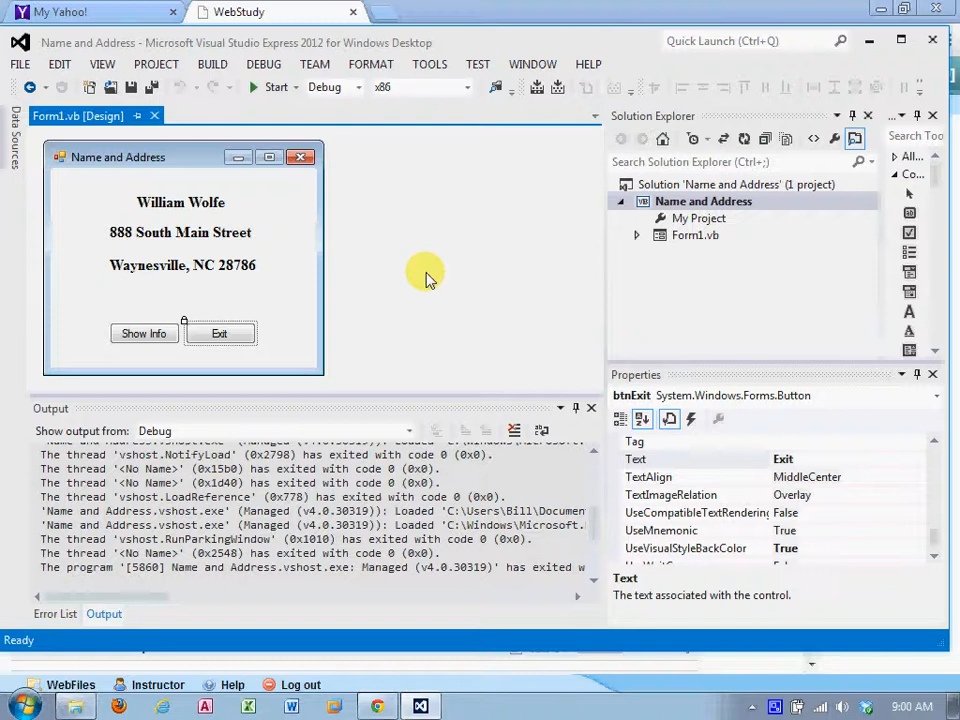 My Yahoo!
WebStudy
Name and Address - Microsoft Visual Studio Express 2012 for Windows Desktop
Quick Launch (Ctrl+Q)
FILE EDIT VIEW PROJECT BUILD DEBUG TEAM FORMAT TOOLS TEST WINDOW HELP
Start Debug x86
Data Sources
Form1.vb [Design]
Name and Address
William Wolfe
888 South Main Street
Waynesville, NC 28786
Show Info Exit
Solution Explorer
Search Solution Explorer (Ctrl+;)
Solution 'Name and Address' (1 project)
Name and Address
My Project
Form1.vb
...
Search Too
All...
Co...
Output
Show output from: Debug
The thread 'vshost.NotifyLoad' (0x2798) has exited with code 0 (0x0).
The thread '<No Name>' (0x15b0) has exited with code 0 (0x0).
The thread '<No Name>' (0x1d40) has exited with code 0 (0x0).
The thread 'vshost.LoadReference' (0x778) has exited with code 0 (0x0).
'Name and Address.vshost.exe' (Managed (v4.0.30319)): Loaded 'C:\Users\Bill\Documen
'Name and Address.vshost.exe' (Managed (v4.0.30319)): Loaded 'C:\Windows\Microsoft.
The thread 'vshost.RunParkingWindow' (0x1010) has exited with code 0 (0x0).
The thread '<No Name>' (0x2548) has exited with code 0 (0x0).
The program '[5860] Name and Address.vshost.exe: Managed (v4.0.30319)' has exited w
Error List Output
Properties
btnExit System.Windows.Forms.Button
Tag
Text Exit
TextAlign MiddleCenter
TextImageRelation Overlay
UseCompatibleTextRendering False
UseMnemonic True
UseVisualStyleBackColor True
Text
The text associated with the control.
Ready
WebFiles Instructor Help Log out
9:00 AM